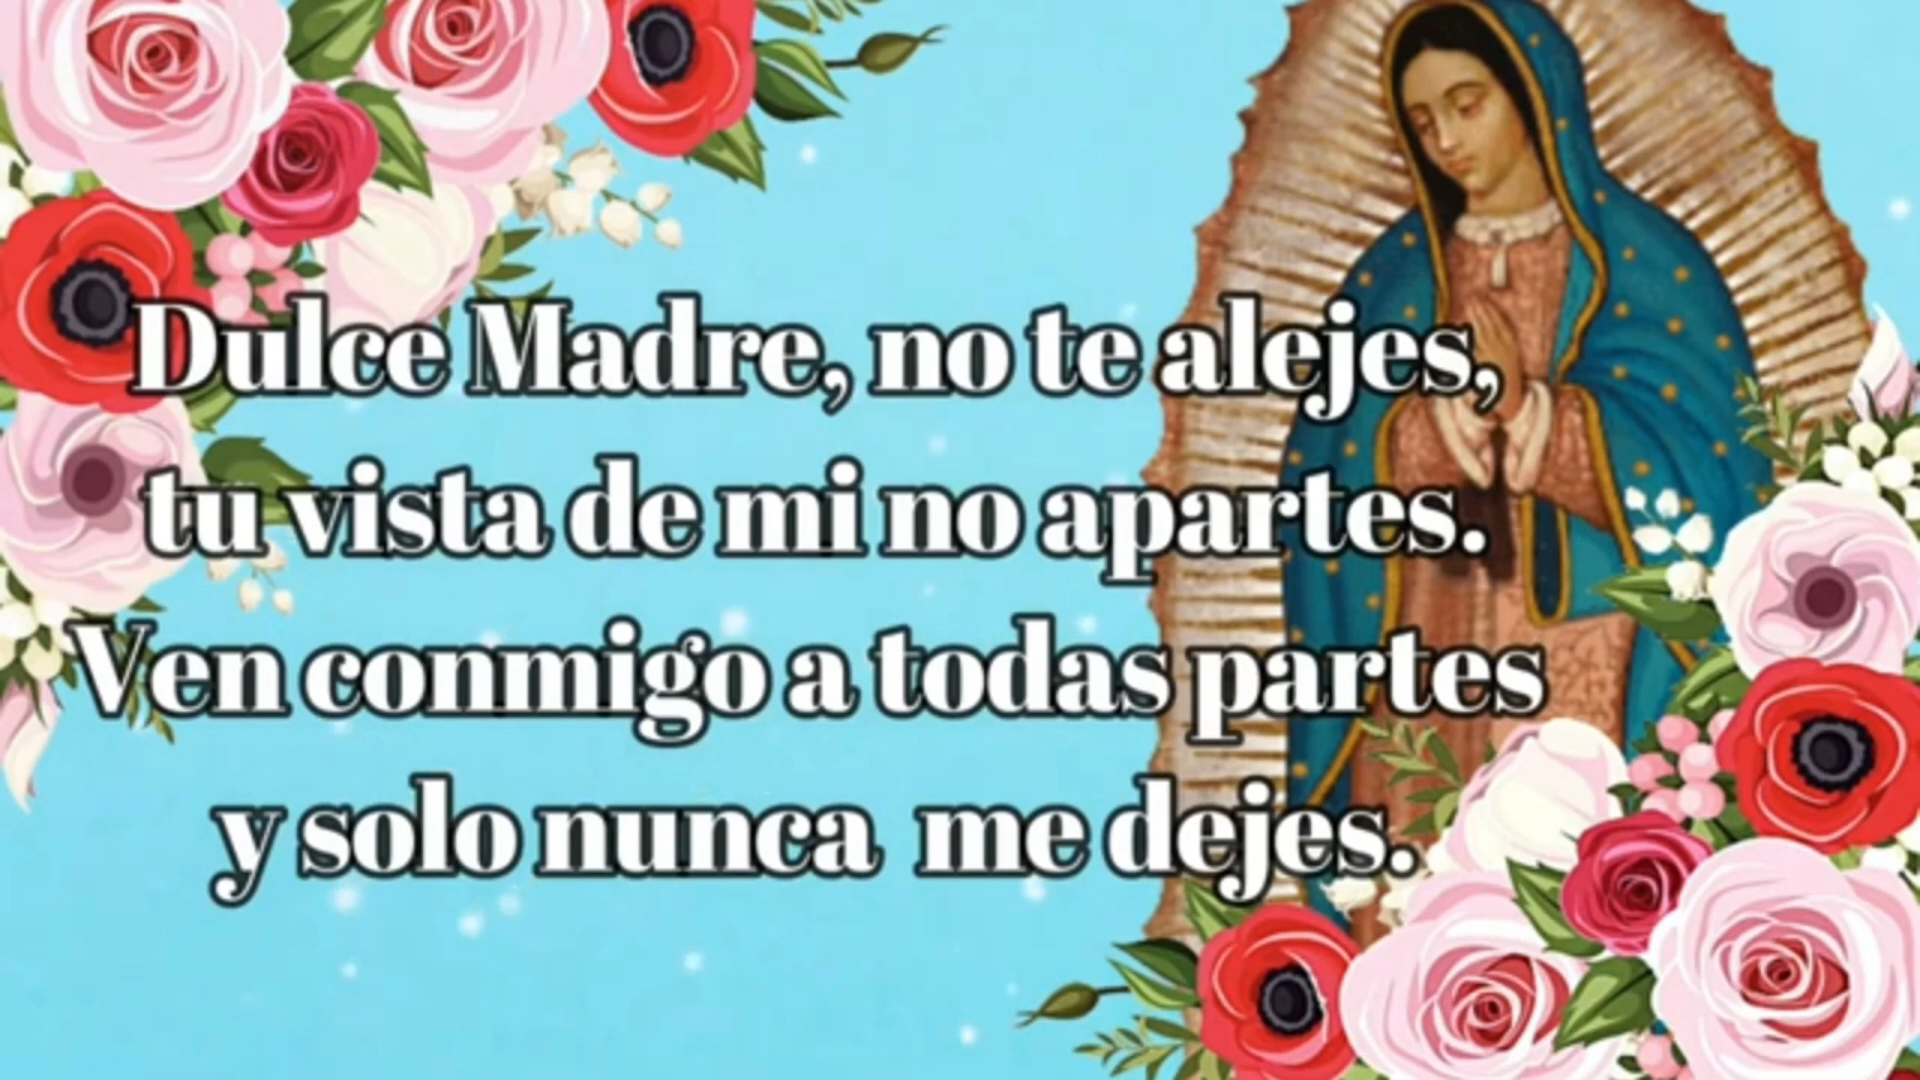 Dulce Madre, no te alejes,
tu vista de mi no apartes.
Ven conmigo a todas partes
y solo nunca me dejes.